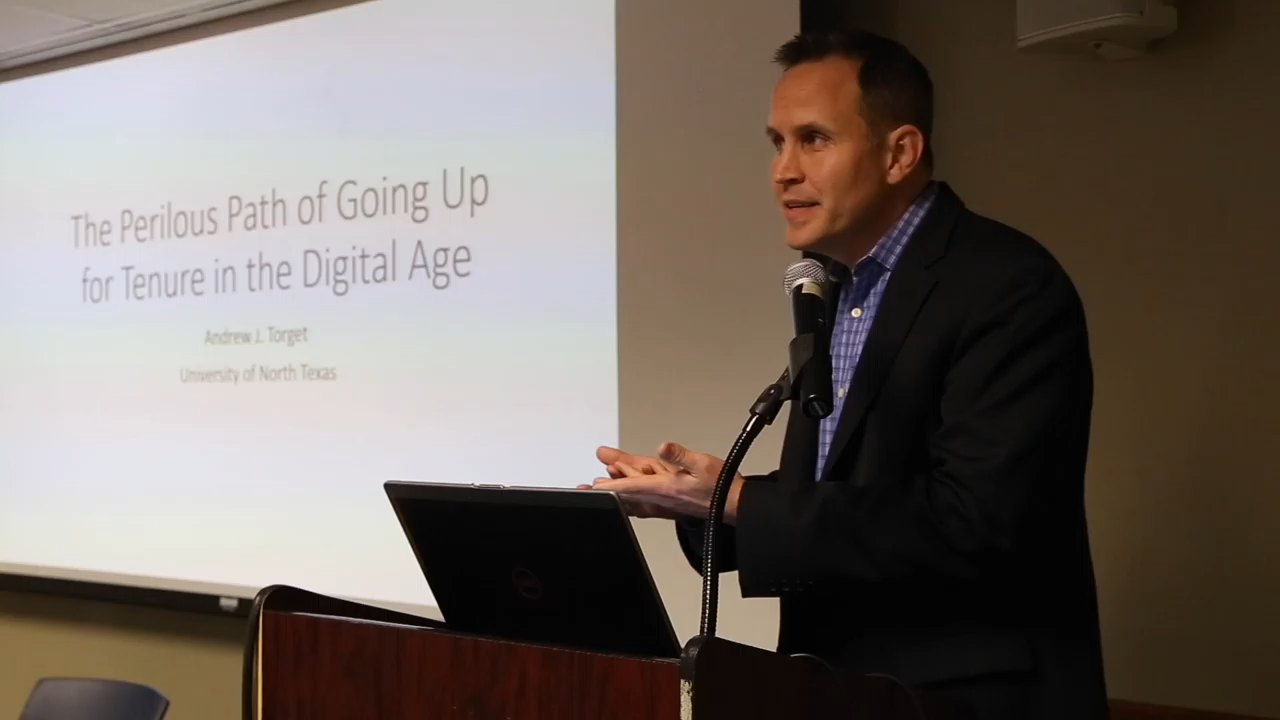 The Perilous Path of Going Up
for Tenure in the Digital Age
Andrew J. Torget
University of North Texas